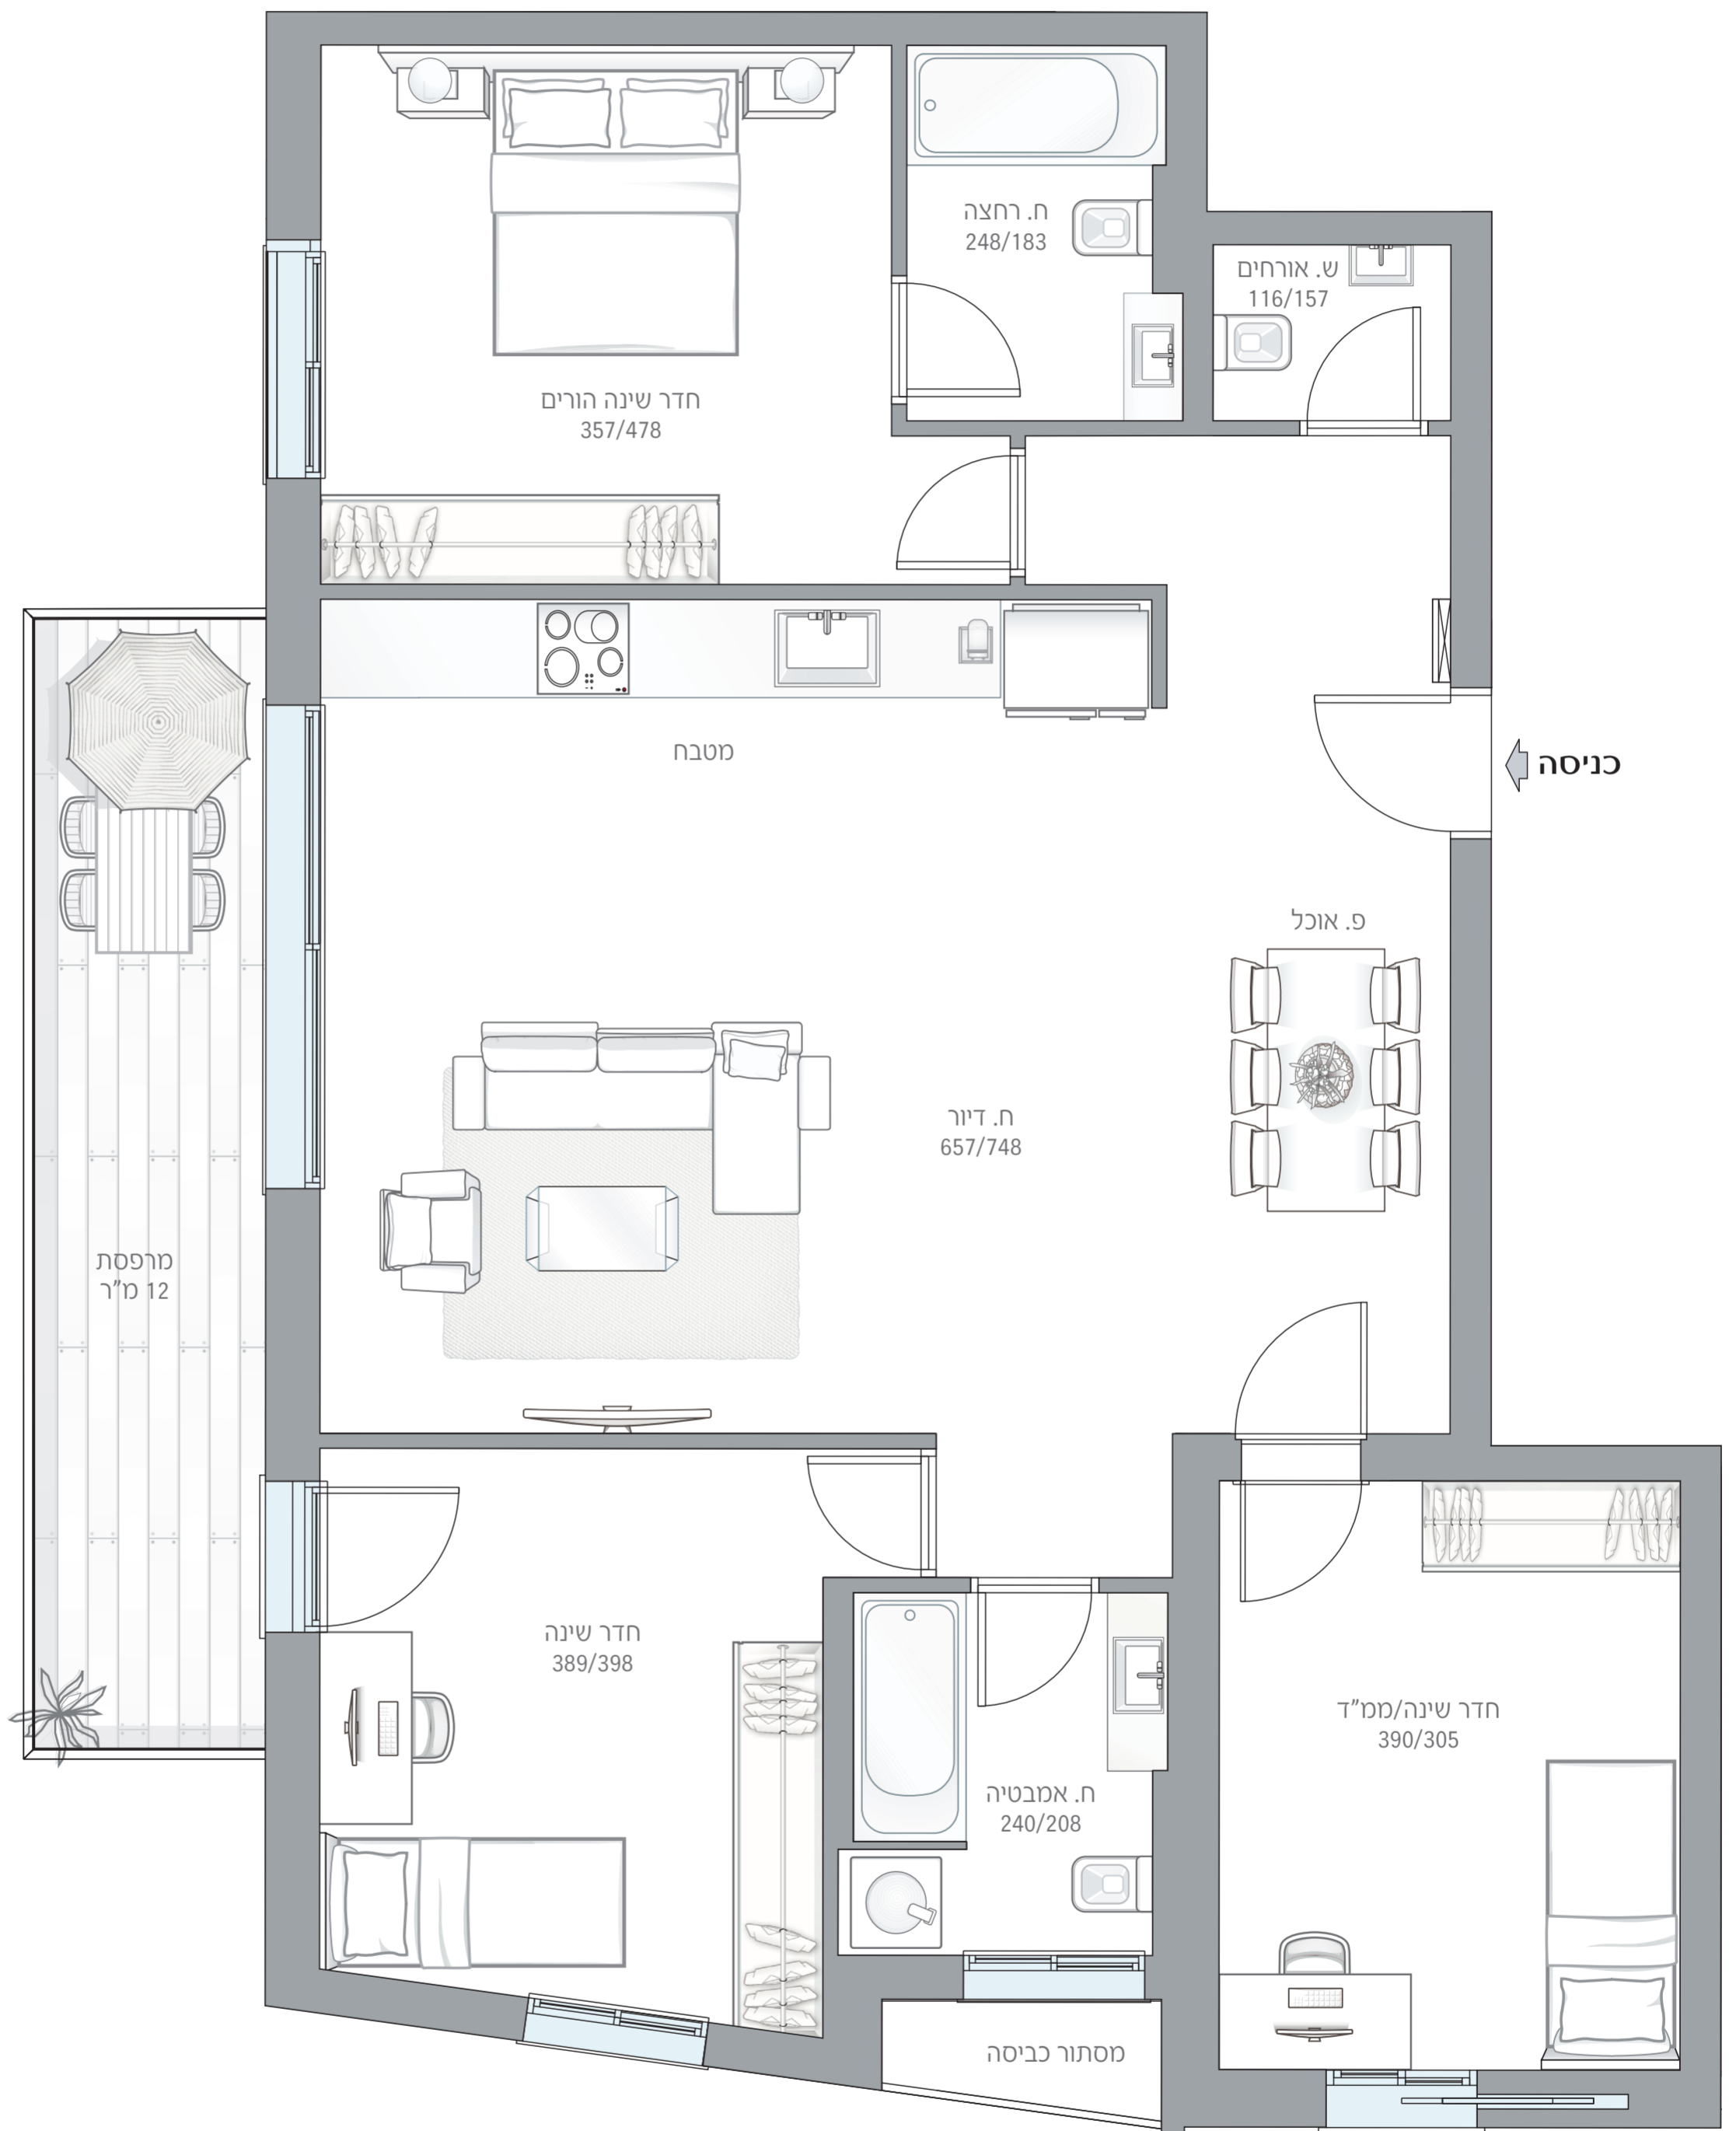 ח. רחצה
248/183
ש. אורחים
116/157
חדר שינה הורים
357/478
מטבח
כניסה
פ. אוכל
ח. דיור
657/748
מרפסת
12 מ"ר
חדר שינה
389/398
חדר שינה/ממ"ד
390/305
ח. אמבטיה
240/208
מסתור כביסה